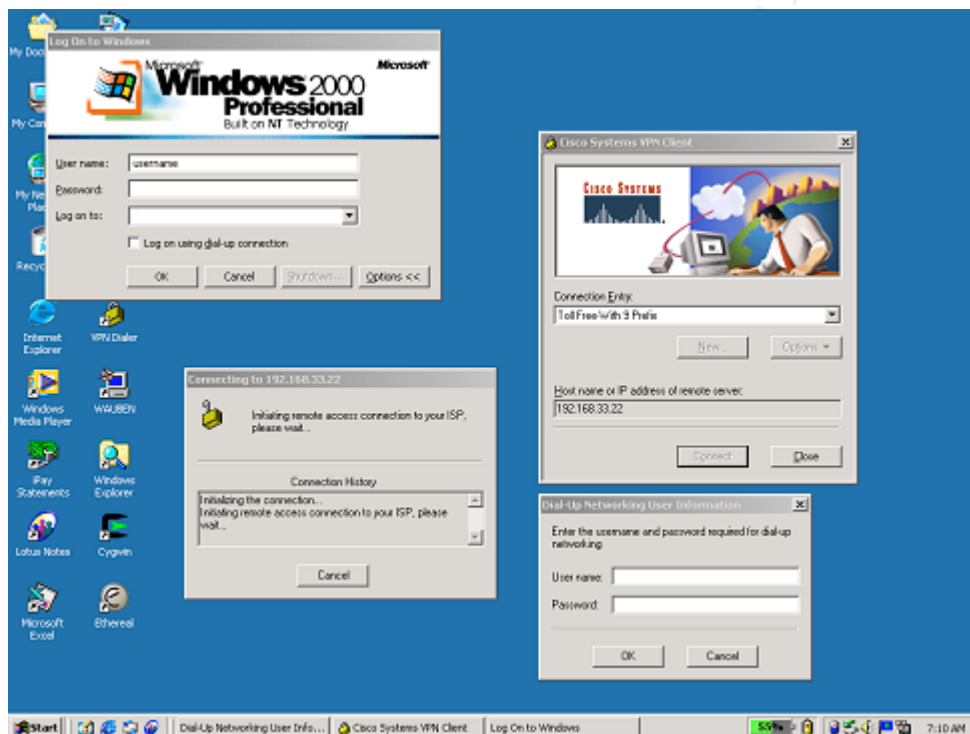 My Doc
My Com
My Ne
Plac
Recyc
Internet
Explorer
VPN Dialer
Windows
Media Player
WAUBEN
iPay
Statements
Windows
Explorer
Lotus Notes
Cygwin
Microsoft
Excel
Ethereal
Log On to Windows
Microsoft
Microsoft
Windows 2000
Professional
Built on NT Technology
User name:
username
Password:
Log on to:
Log on using dial-up connection
OK
Cancel
Shutdown...
Options <<
Cisco Systems VPN Client
CISCO SYSTEMS
Connection Entry:
Toll Free-With 9 Prefix
New...
Options
Host name or IP address of remote server:
192.168.33.22
Connect
Close
Connecting to 192.168.33.22
Initiating remote access connection to your ISP,
please wait...
Connection History
Initializing the connection...
Initiating remote access connection to your ISP, please
wait...
Cancel
Dial-Up Networking User Information
Enter the username and password required for dial-up
networking
User name:
Password:
OK
Cancel
Start
Dial-Up Networking User Info...
Cisco Systems VPN Client
Log On to Windows
55%
7:10 AM